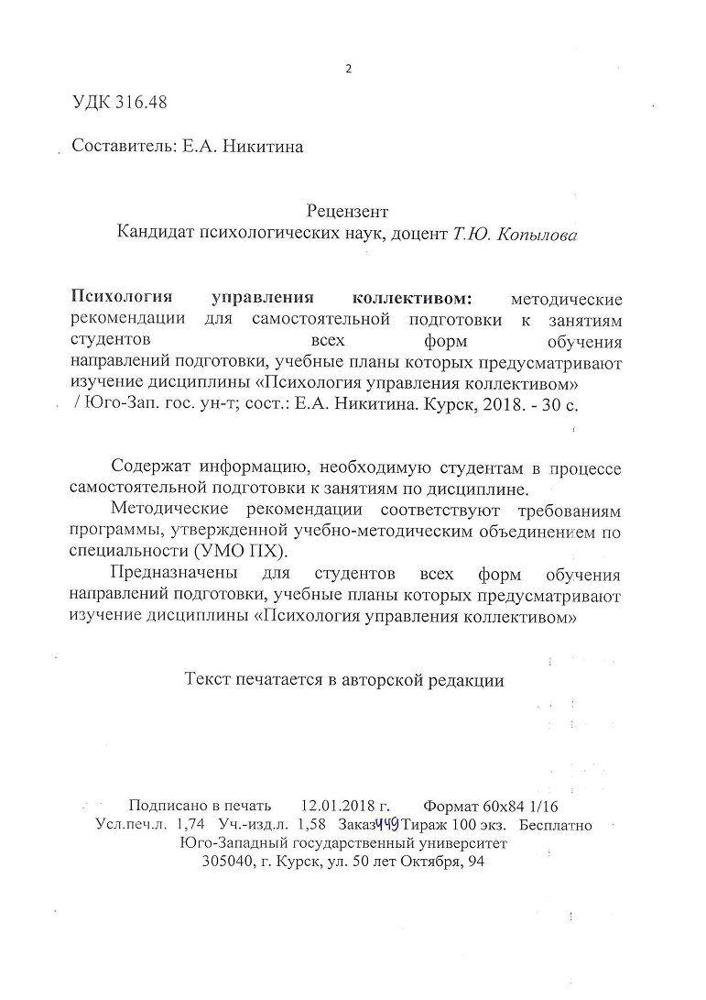 2
УДК 316.48
Составитель: Е.А. Никитина
Рецензент
Кандидат психологических наук, доцент Т.Ю. Копылова
Психология управления коллективом: методические
рекомендации для самостоятельной подготовки к занятиям
студентов всех форм обучения
направлений подготовки, учебные планы которых предусматривают
изучение дисциплины «Психология управления коллективом»
/ Юго-Зап. гос. ун-т; сост.: Е.А. Никитина. Курск, 2018. - 30 с.
Содержат информацию, необходимую студентам в процессе
самостоятельной подготовки к занятиям по дисциплине.
Методические рекомендации соответствуют требованиям
программы, утвержденной учебно-методическим объединением по
специальности (УМО ПХ).
Предназначены для студентов всех форм обучения
направлений подготовки, учебные планы которых предусматривают
изучение дисциплины «Психология управления коллективом»
Текст печатается в авторской редакции
Подписано в печать 12.01.2018 г. Формат 60х84 1/16
Усл.печ.л. 1,74 Уч.-изд.л. 1,58 Заказ 449 Тираж 100 экз. Бесплатно
Юго-Западный государственный университет
305040, г. Курск, ул. 50 лет Октября, 94